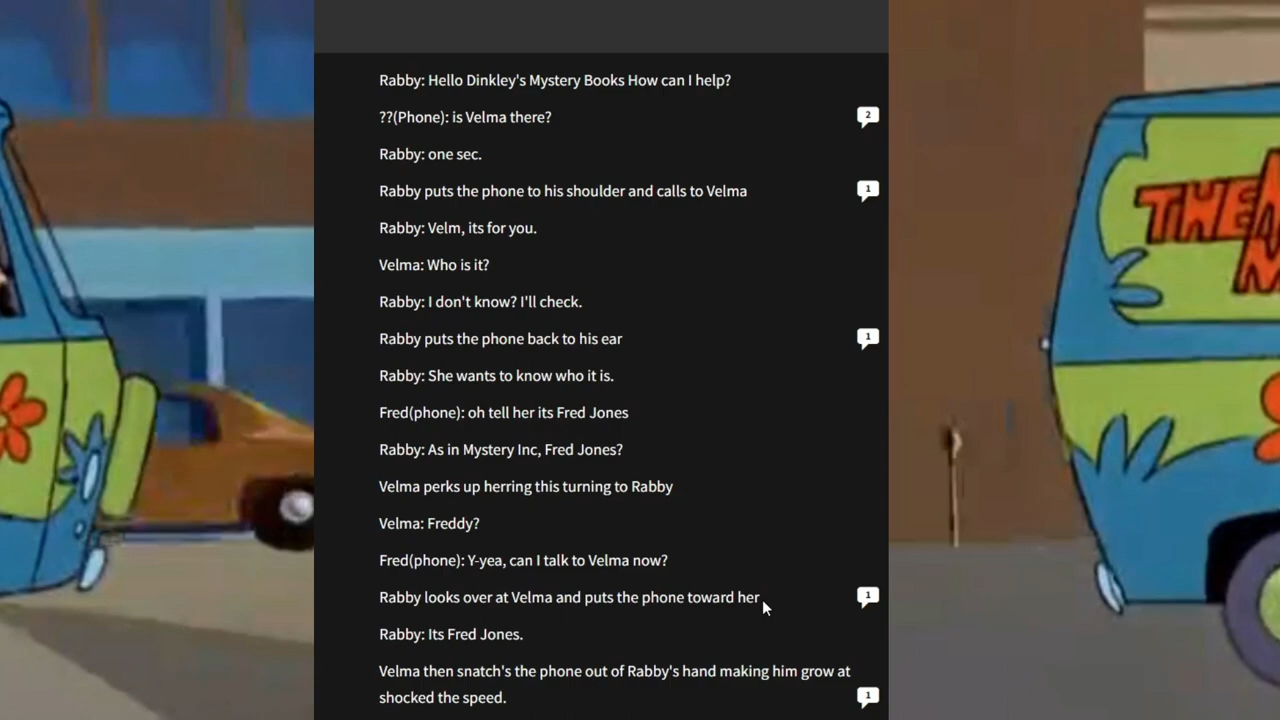 Rabby: Hello Dinkley's Mystery Books How can I help?
??(Phone): is Velma there?
2
Rabby: one sec.
Rabby puts the phone to his shoulder and calls to Velma
1
Rabby: Velm, its for you.
Velma: Who is it?
Rabby: I don't know? I'll check.
Rabby puts the phone back to his ear
1
Rabby: She wants to know who it is.
Fred(phone): oh tell her its Fred Jones
Rabby: As in Mystery Inc, Fred Jones?
Velma perks up herring this turning to Rabby
Velma: Freddy?
Fred(phone): Y-yea, can I talk to Velma now?
Rabby looks over at Velma and puts the phone toward her
1
Rabby: Its Fred Jones.
Velma then snatch's the phone out of Rabby's hand making him grow at
shocked the speed.
1
THE
M